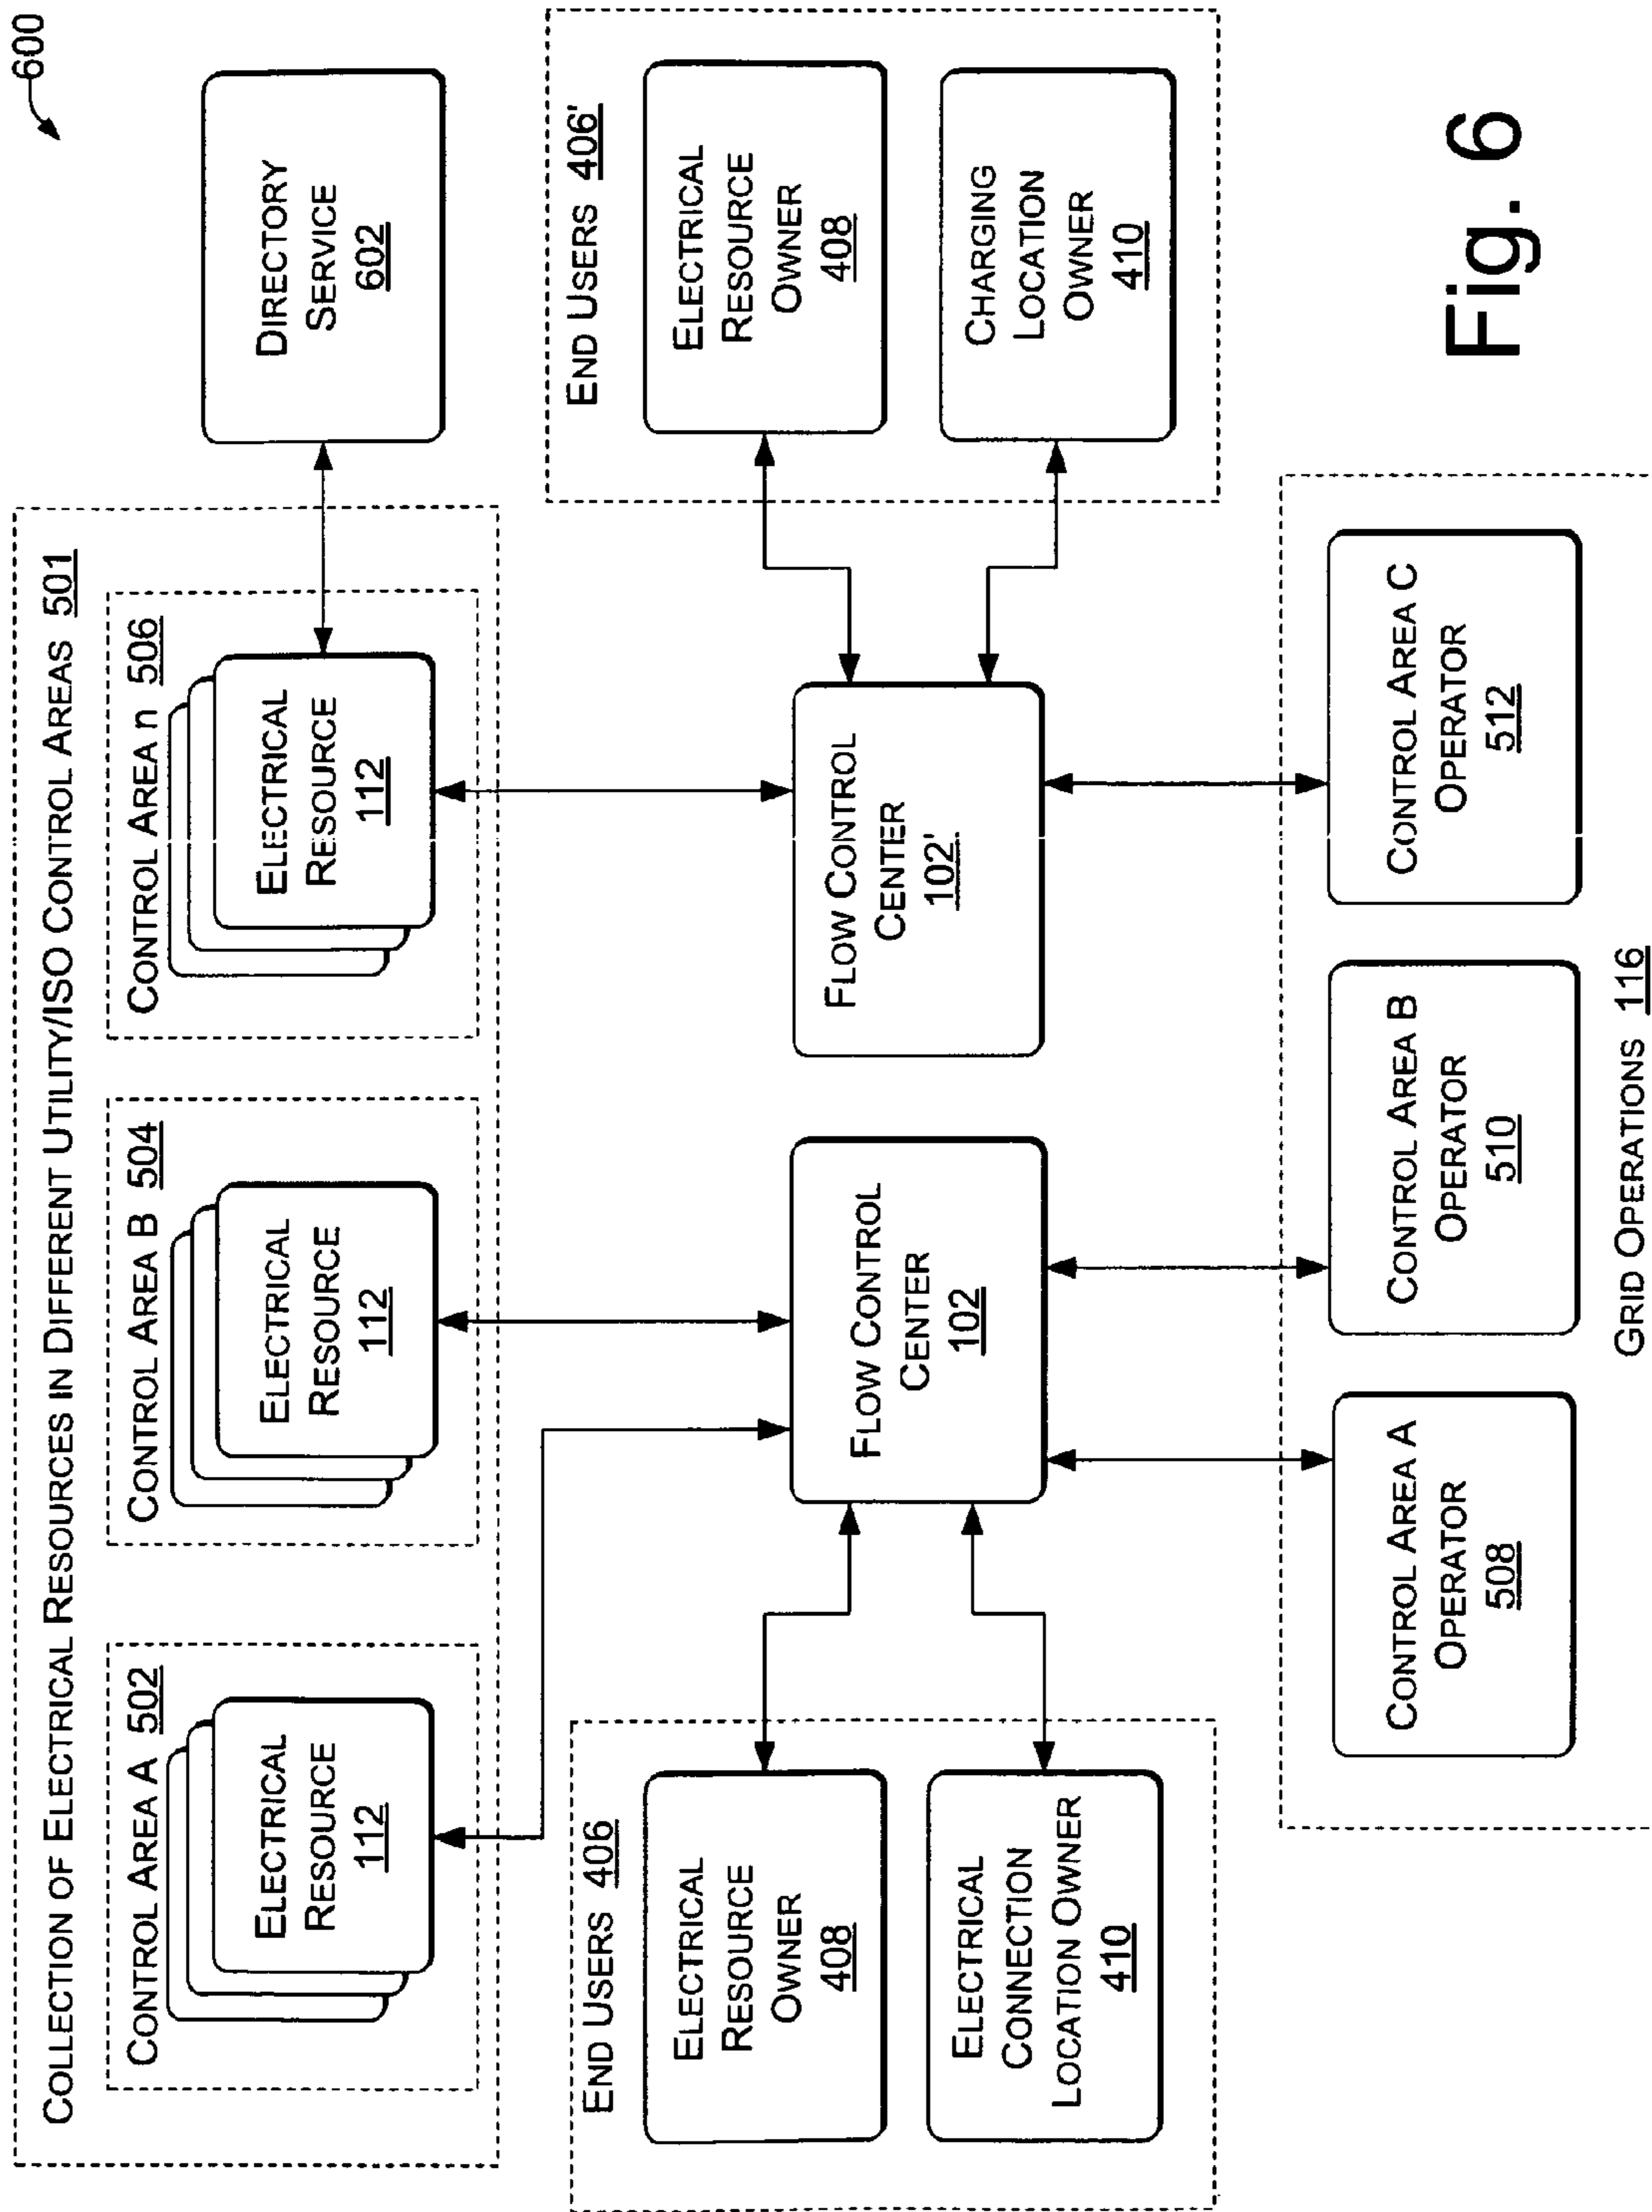 600
COLLECTION OF ELECTRICAL RESOURCES IN DIFFERENT UTILITY/ISO CONTROL AREAS 501
CONTROL AREA A 502
ELECTRICAL
RESOURCE
112
CONTROL AREA B 504
ELECTRICAL
RESOURCE
112
CONTROL AREA n 506
ELECTRICAL
RESOURCE
112
DIRECTORY
SERVICE
602
END USERS 406
ELECTRICAL
RESOURCE
OWNER
408
ELECTRICAL
CONNECTION
LOCATION OWNER
410
FLOW CONTROL
CENTER
102
FLOW CONTROL
CENTER
102'
END USERS 406'
ELECTRICAL
RESOURCE
OWNER
408
CHARGING
LOCATION
OWNER
410
CONTROL AREA A
OPERATOR
508
CONTROL AREA B
OPERATOR
510
CONTROL AREA C
OPERATOR
512
GRID OPERATIONS 116
Fig. 6